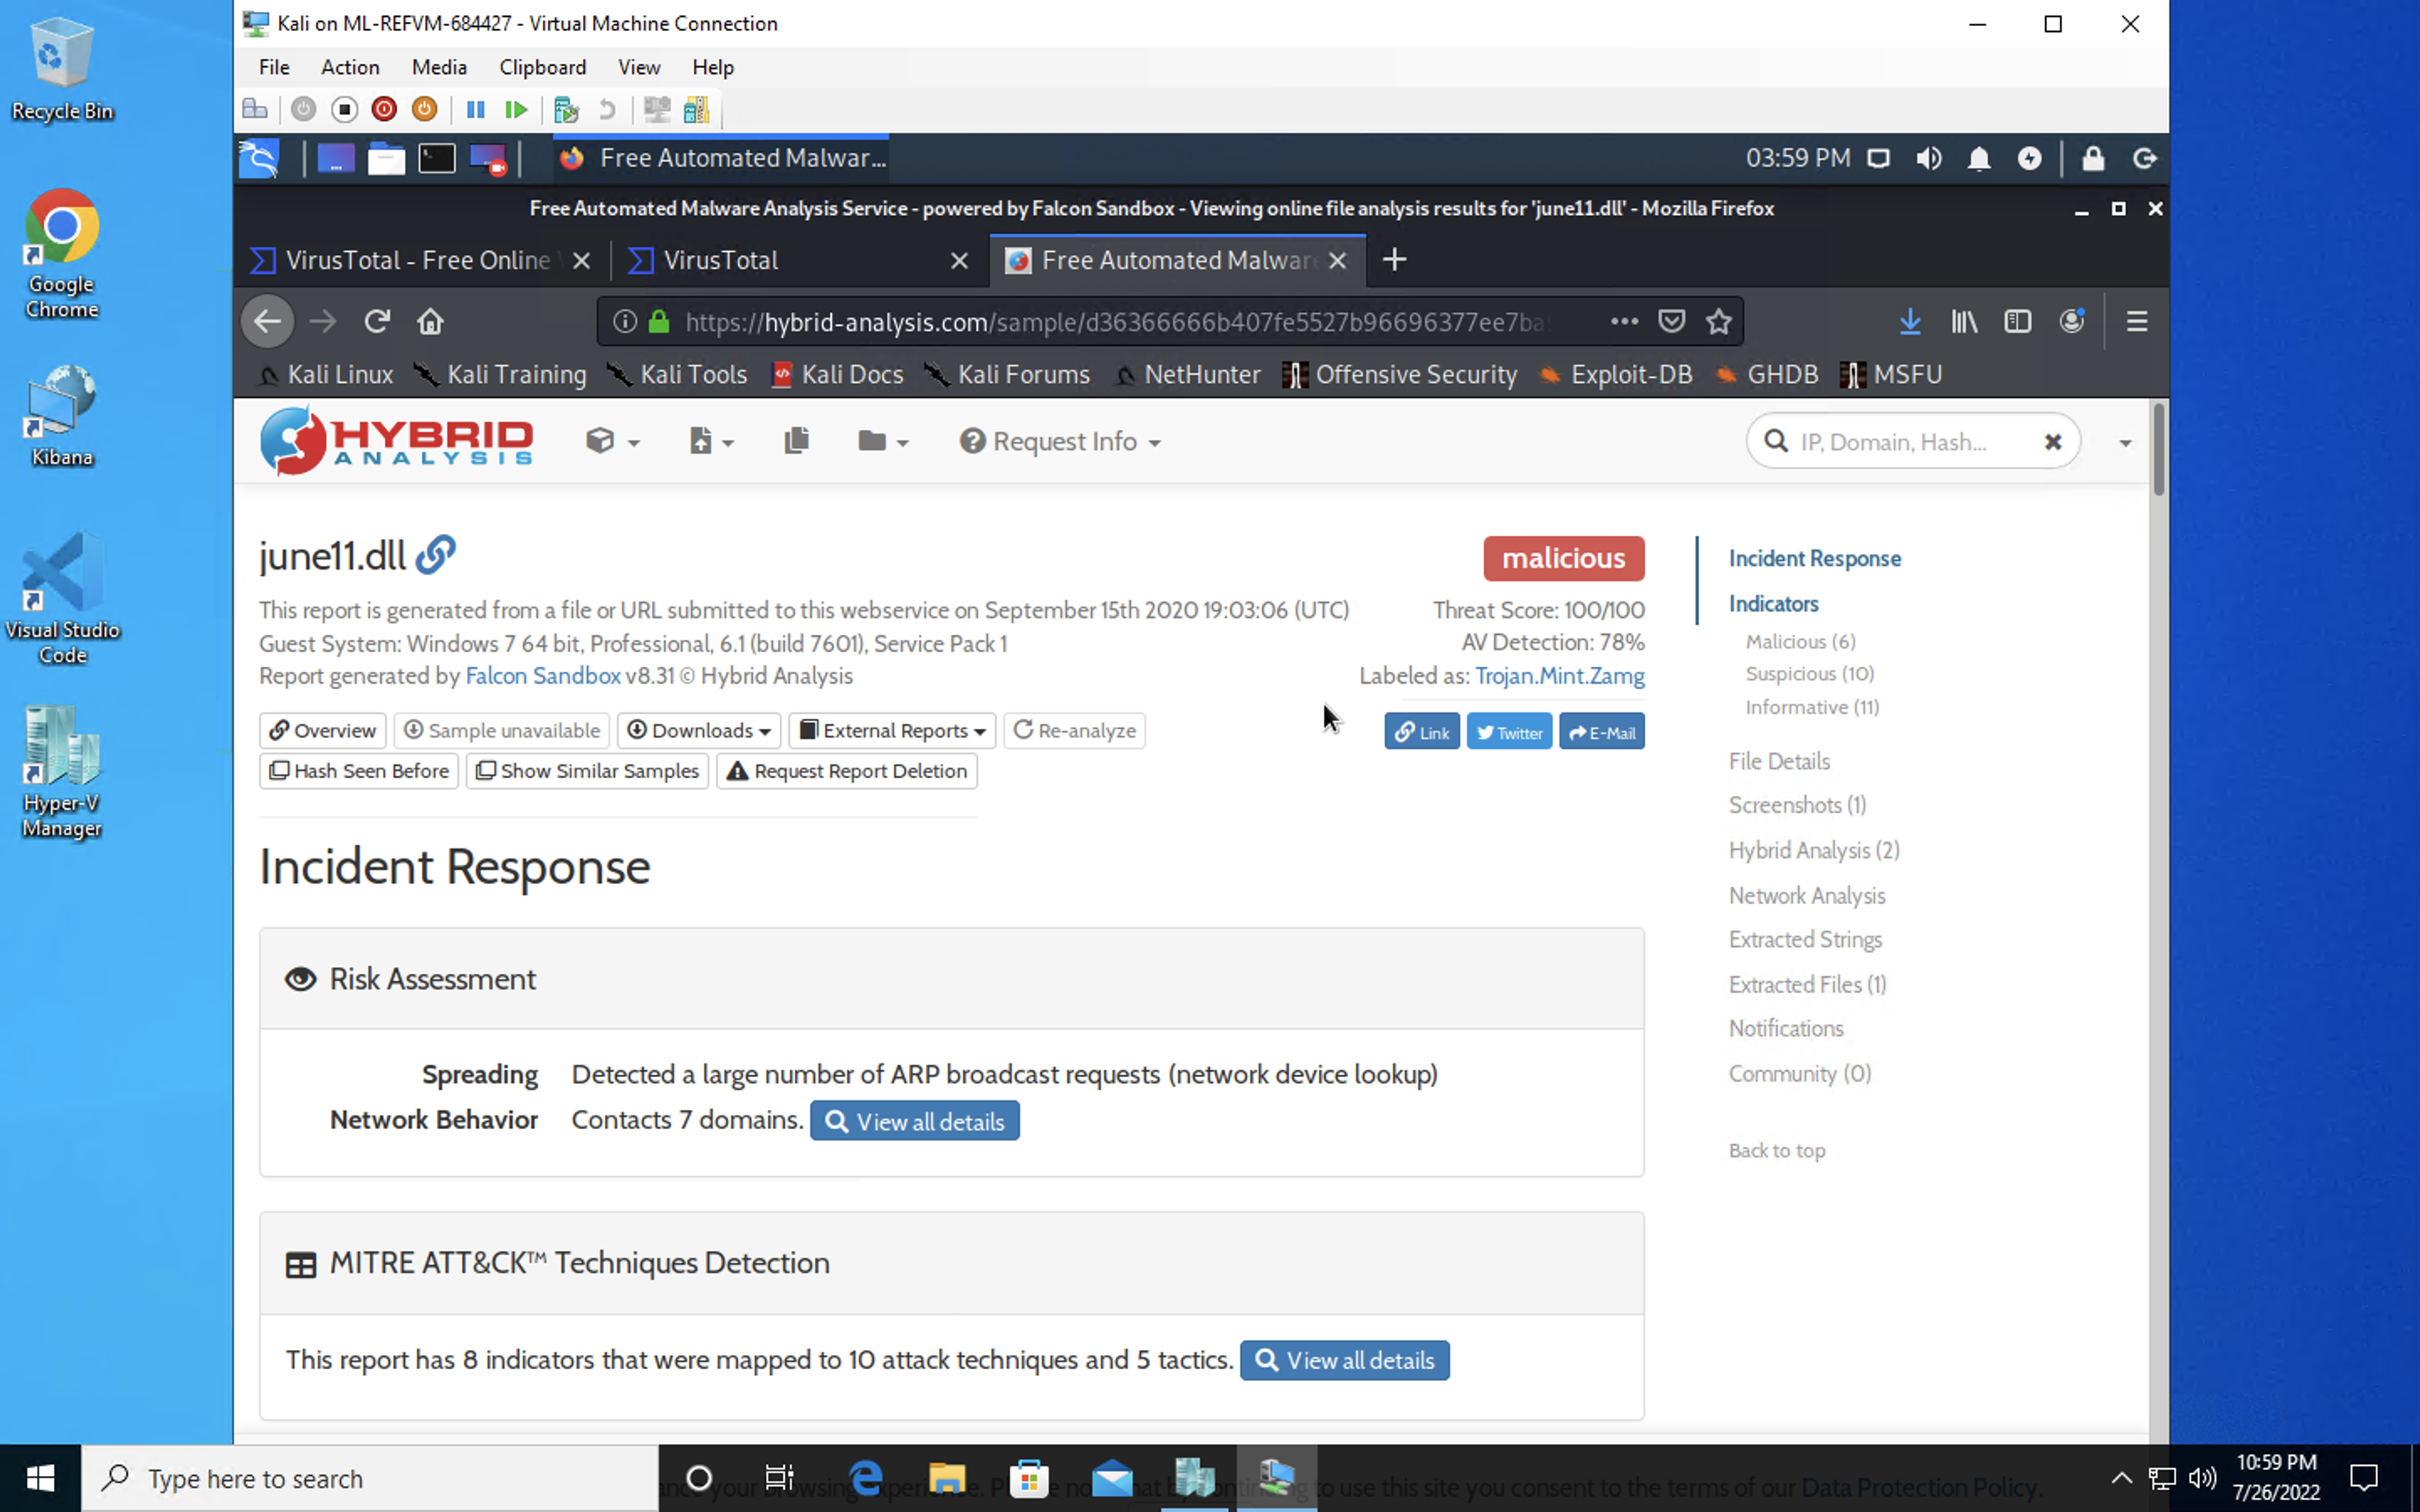 Recycle Bin
Google
Chrome
Kibana
Visual Studio
Code
Hyper-V
Manager
Kali on ML-REFVM-684427 - Virtual Machine Connection
File Action Media Clipboard View Help
Free Automated Malwar...
03:59 PM
Free Automated Malware Analysis Service - powered by Falcon Sandbox - Viewing online file analysis results for 'june11.dll' - Mozilla Firefox
VirusTotal - Free Online
VirusTotal
Free Automated Malware
https://hybrid-analysis.com/sample/d36366666b407fe5527b96696377ee7ba
Kali Linux Kali Training Kali Tools Kali Docs Kali Forums NetHunter Offensive Security Exploit-DB GHDB MSFU
HYBRID
ANALYSIS
Request Info
IP, Domain, Hash...
june11.dll
malicious
This report is generated from a file or URL submitted to this webservice on September 15th 2020 19:03:06 (UTC)
Guest System: Windows 7 64 bit, Professional, 6.1 (build 7601), Service Pack 1
Report generated by Falcon Sandbox v8.31 © Hybrid Analysis
Threat Score: 100/100
AV Detection: 78%
Labeled as: Trojan.Mint.Zamg
Overview Sample unavailable Downloads External Reports Re-analyze
Hash Seen Before Show Similar Samples Request Report Deletion
Link Twitter E-Mail
Incident Response
Risk Assessment
Spreading Detected a large number of ARP broadcast requests (network device lookup)
Network Behavior Contacts 7 domains. View all details
MITRE ATT&CK™ Techniques Detection
This report has 8 indicators that were mapped to 10 attack techniques and 5 tactics. View all details
Incident Response
Indicators
Malicious (6)
Suspicious (10)
Informative (11)
File Details
Screenshots (1)
Hybrid Analysis (2)
Network Analysis
Extracted Strings
Extracted Files (1)
Notifications
Community (0)
Back to top
Type here to search
your browsing to use this site you consent to the terms of our Data Protection Policy.
10:59 PM
7/26/2022